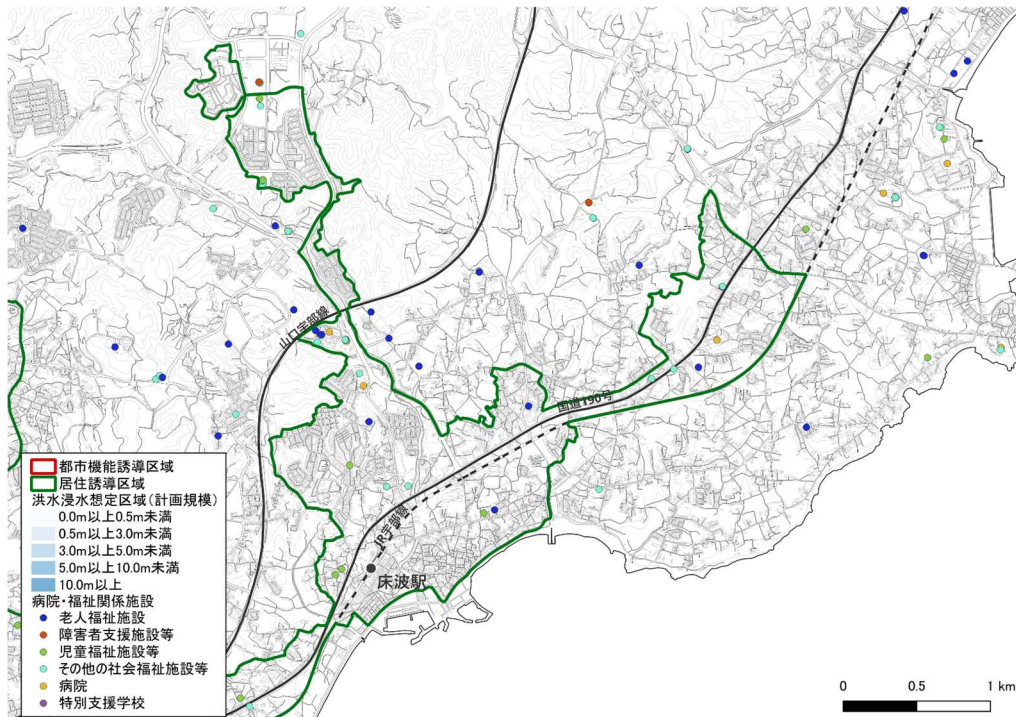 山口宇部線
国道190号
JR宇部線
床波駅
都市機能誘導区域
居住誘導区域
洪水浸水想定区域(計画規模)
0.0m以上0.5m未満
0.5m以上3.0m未満
3.0m以上5.0m未満
5.0m以上10.0m未満
10.0m以上
病院・福祉関係施設
老人福祉施設
障害者支援施設等
児童福祉施設等
その他の社会福祉施設等
病院
特別支援学校
0 0.5 1 km